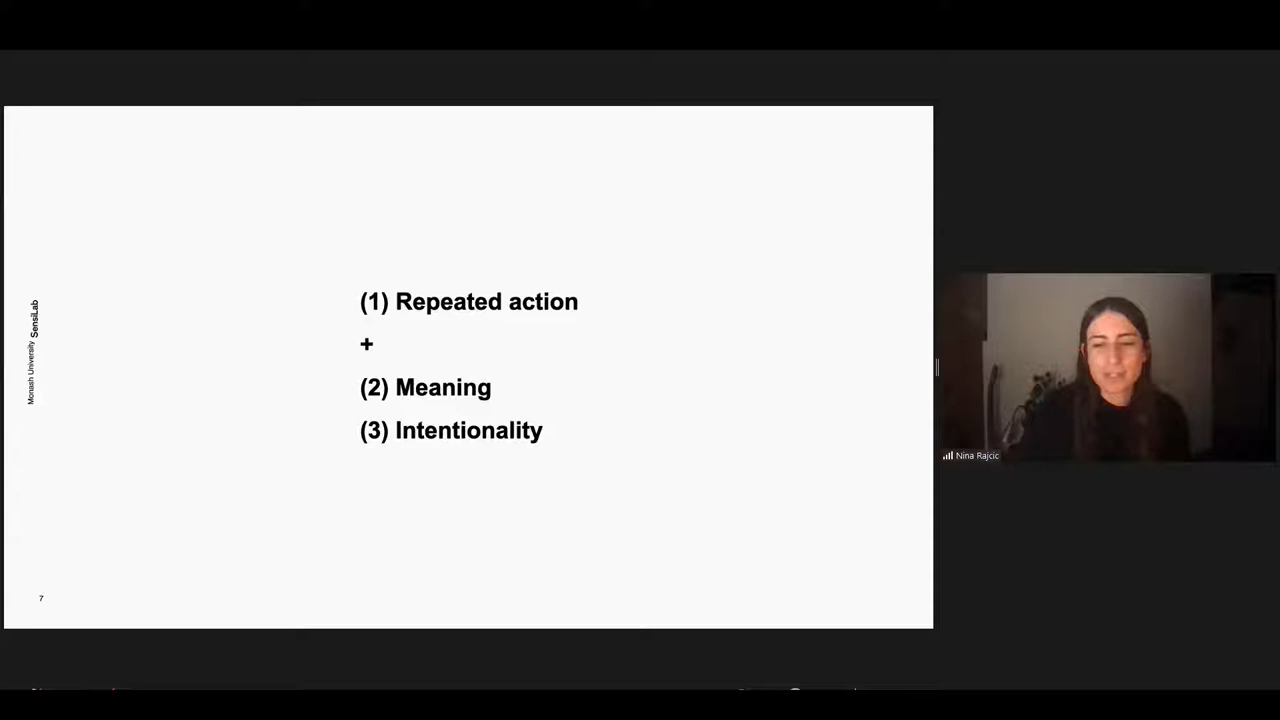 (1) Repeated action
+
(2) Meaning
(3) Intentionality
Monash University SensiLab
7
Nina Rajcic